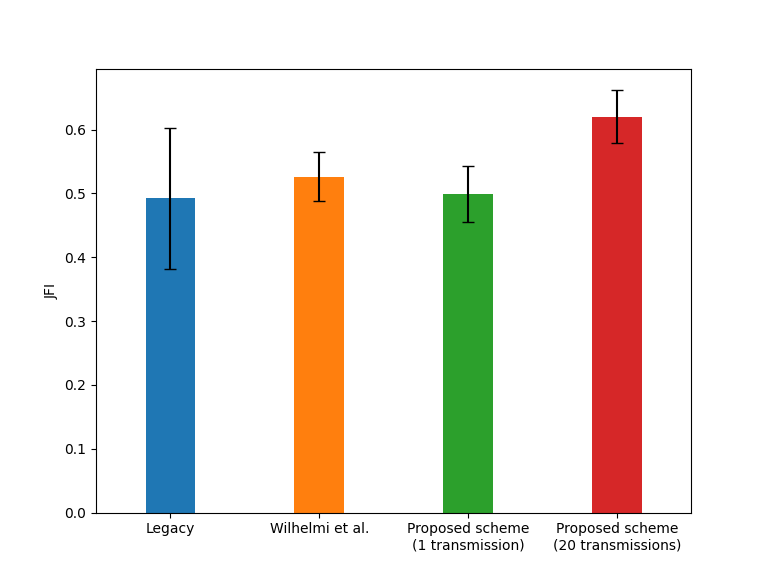 JFI
0.6
0.5
0.4
0.3
0.2
0.1
0.0
Legacy
Wilhelmi et al.
Proposed scheme
(1 transmission)
Proposed scheme
(20 transmissions)